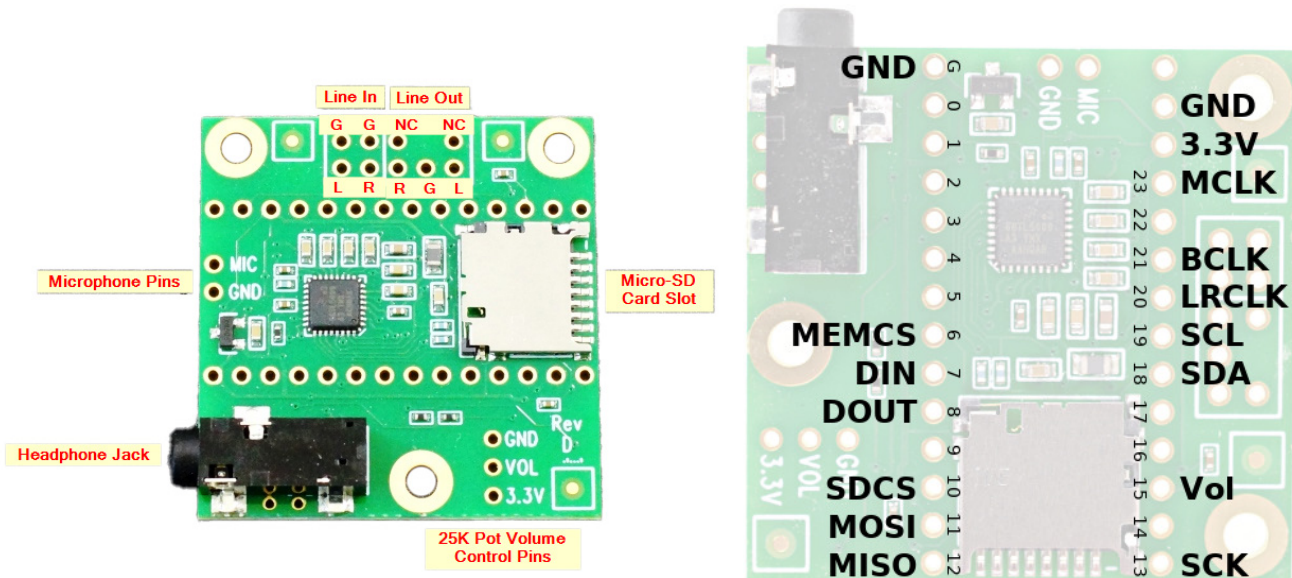 Line In Line Out
G G NC NC
L R R G L
MIC
GND
Microphone Pins
Micro-SD
Card Slot
Headphone Jack
Rev
D
GND
VOL
3.3V
25K Pot Volume
Control Pins
GND G
GND MIC
0 GND
1 3.3V
2 23 MCLK
3 22
4 21 BCLK
5 20 LRCLK
MEMCS 6 19 SCL
DIN 7 18 SDA
DOUT 8 17
9 16
3.3V VOL
SDCS 10 15 Vol
MOSI 11 14
MISO 12 13 SCK